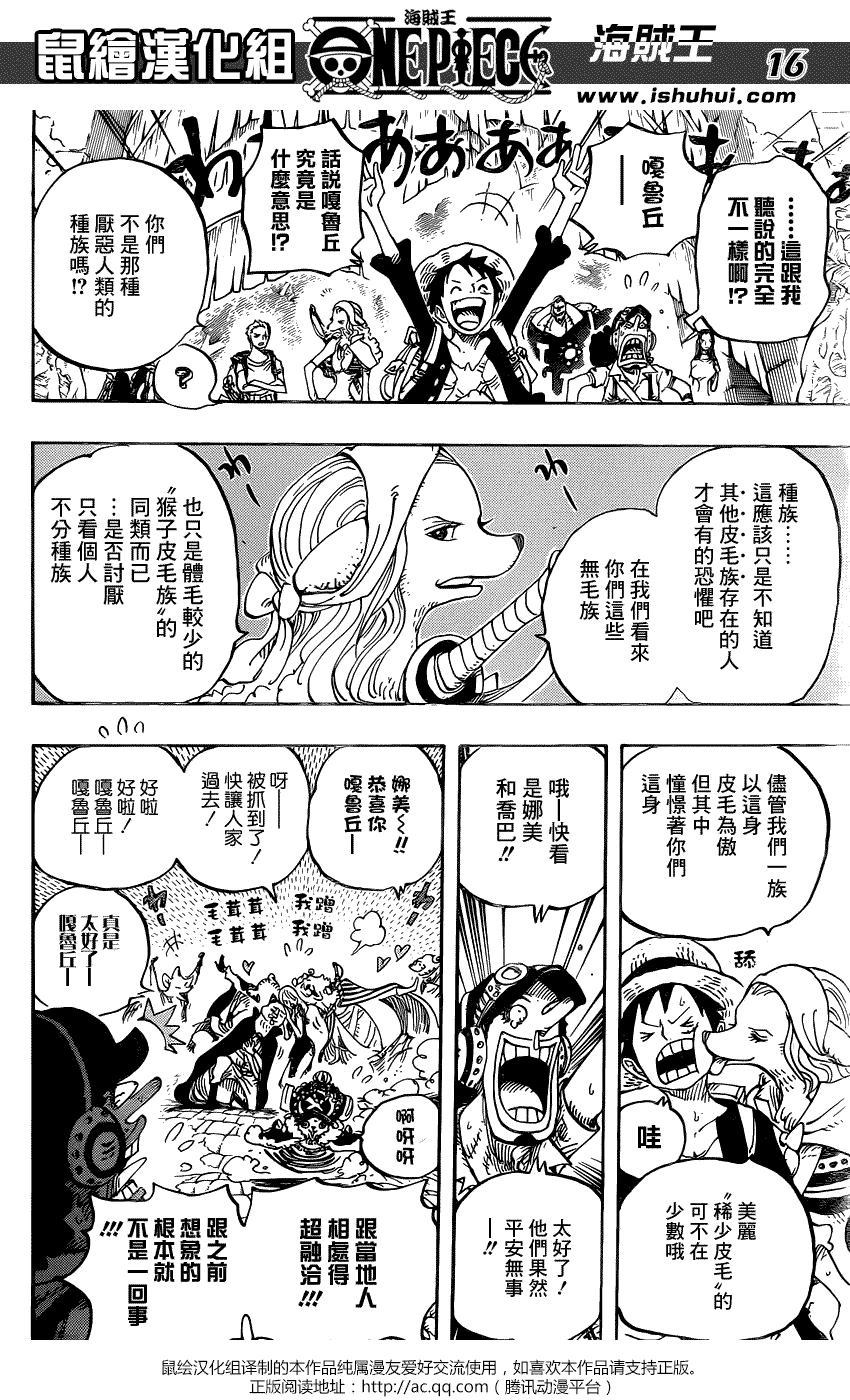 鼠繪漢化組
海賊王
ONE PIECE
海賊王
16
www.ishuhui.com
……這跟我
聽說的完全
不一樣啊!?
嘎魯丘
——
話說嘎魯丘
究竟是
什麼意思!?
你們
不是那種
厭惡人類的
種族嗎!?
?
わ
あ
あ
あ
あ
わ
種族……
這應該只是不知道
其他皮毛族存在的人
才會有的恐懼吧
在我們看來
你們這些
無毛族
也只是體毛較少的
"猴子皮毛族"的
同類而已
…是否討厭
只看個人
不分種族
儘管我們一族
以這身
皮毛為傲
但其中
憧憬著你們
這身
舔
哇
美麗
"稀少皮毛"的
可不在
少數哦
哦—快看
是娜美
和喬巴!!
太好了!
他們果然
平安無事
—!!
娜美～!!
恭喜你
嘎魯丘—
呀——
被抓到了!
快讓人家
過去!
好啦
好啦!
嘎魯丘—
嘎魯丘—
我蹭
我蹭
毛茸茸
毛茸茸
真是
太好了—
嘎魯丘—
跟當地人
相處得
超融洽!!!
跟之前
想象的
根本就
不是一回事
!!!
鼠绘汉化组译制的本作品纯属漫友爱好交流使用，如喜欢本作品请支持正版。
正版阅读地址：http://ac.qq.com（腾讯动漫平台）